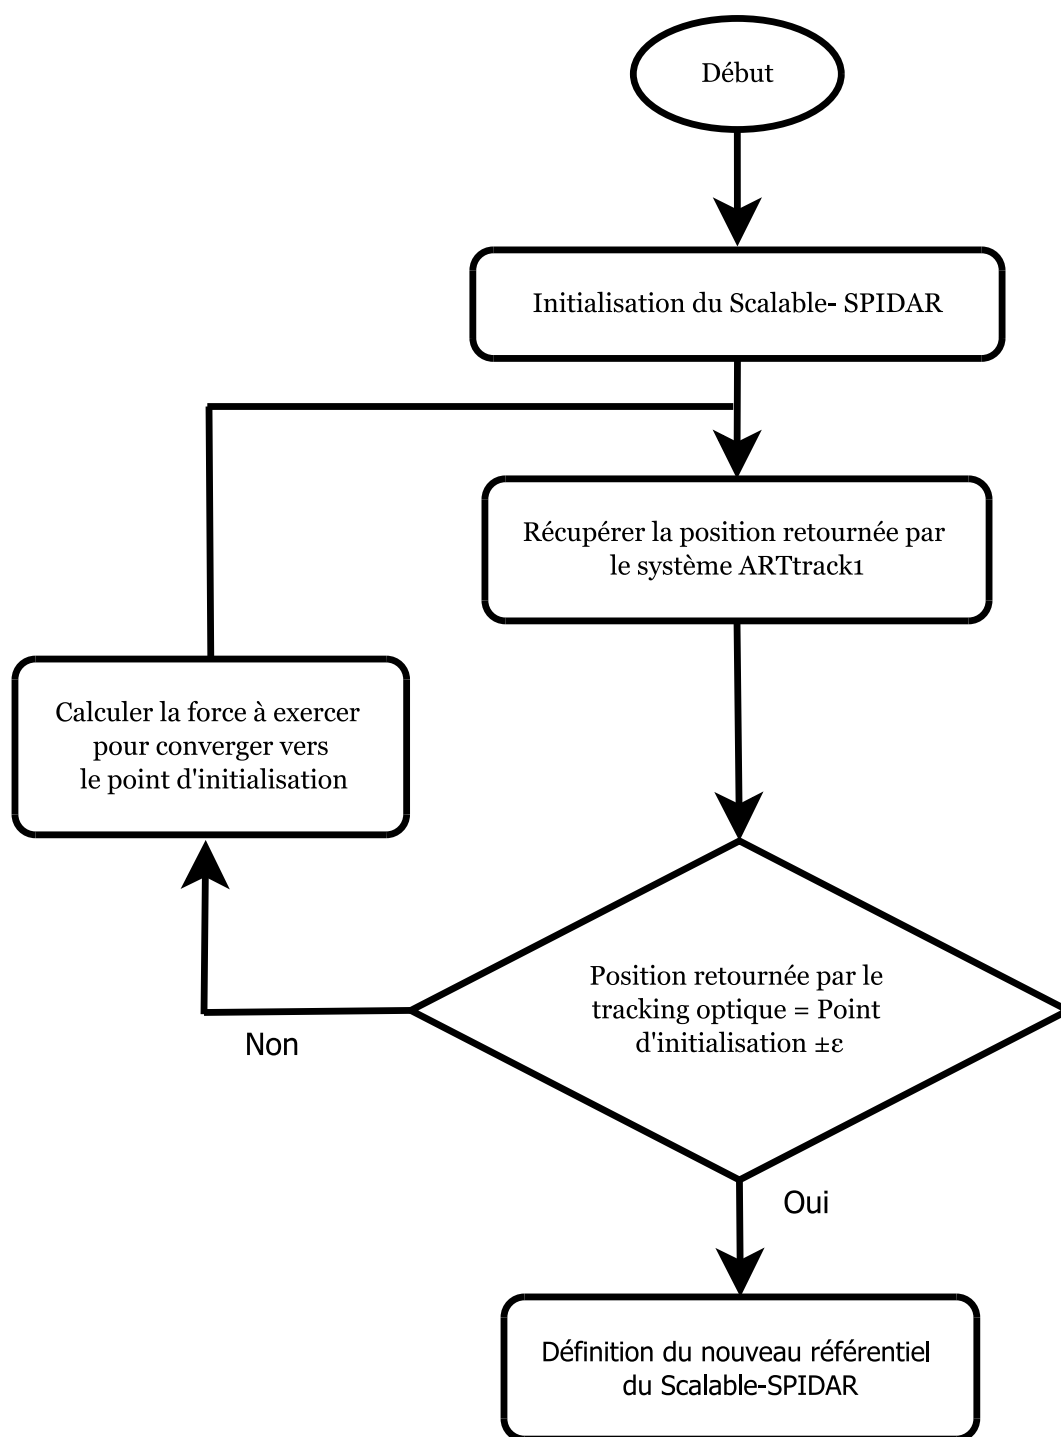 Début
Initialisation du Scalable- SPIDAR
Récupérer la position retournée par
le système ARTtrack1
Calculer la force à exercer
pour converger vers
le point d'initialisation
Position retournée par le
tracking optique = Point
d'initialisation ±ε
Non
Oui
Définition du nouveau référentiel
du Scalable-SPIDAR